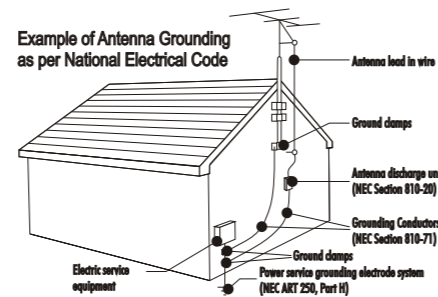 Example of Antenna Grounding
as per National Electrical Code
Antenna lead in wire
Ground clamps
Antenna discharge un
(NEC Section 810-20)
Grounding Conductors
(NEC Section 810-71)
Ground clamps
Electric service
equipment
Power service grounding electrode system
(NEC ART 250, Part H)